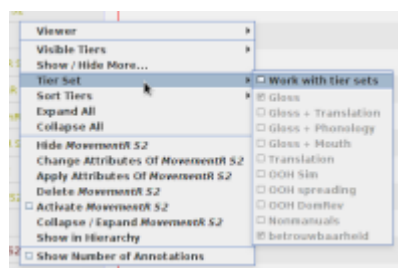 Viewer
Visible Tiers
Show / Hide More...
Tier Set
Sort Tiers
Expand All
Collapse All
Hide MovementR S2
Change Attributes Of MovementR S2
Apply Attributes Of MovementR S2
Delete MovementR S2
Activate MovementR S2
Collapse / Expand MovementR S2
Show in Hierarchy
Show Number of Annotations
Work with tier sets
Gloss
Gloss + Translation
Gloss + Phonology
Gloss + Mouth
Translation
OOH Sim
OOH spreading
OOH DomRev
Nonmanuals
betrouwbaarheid